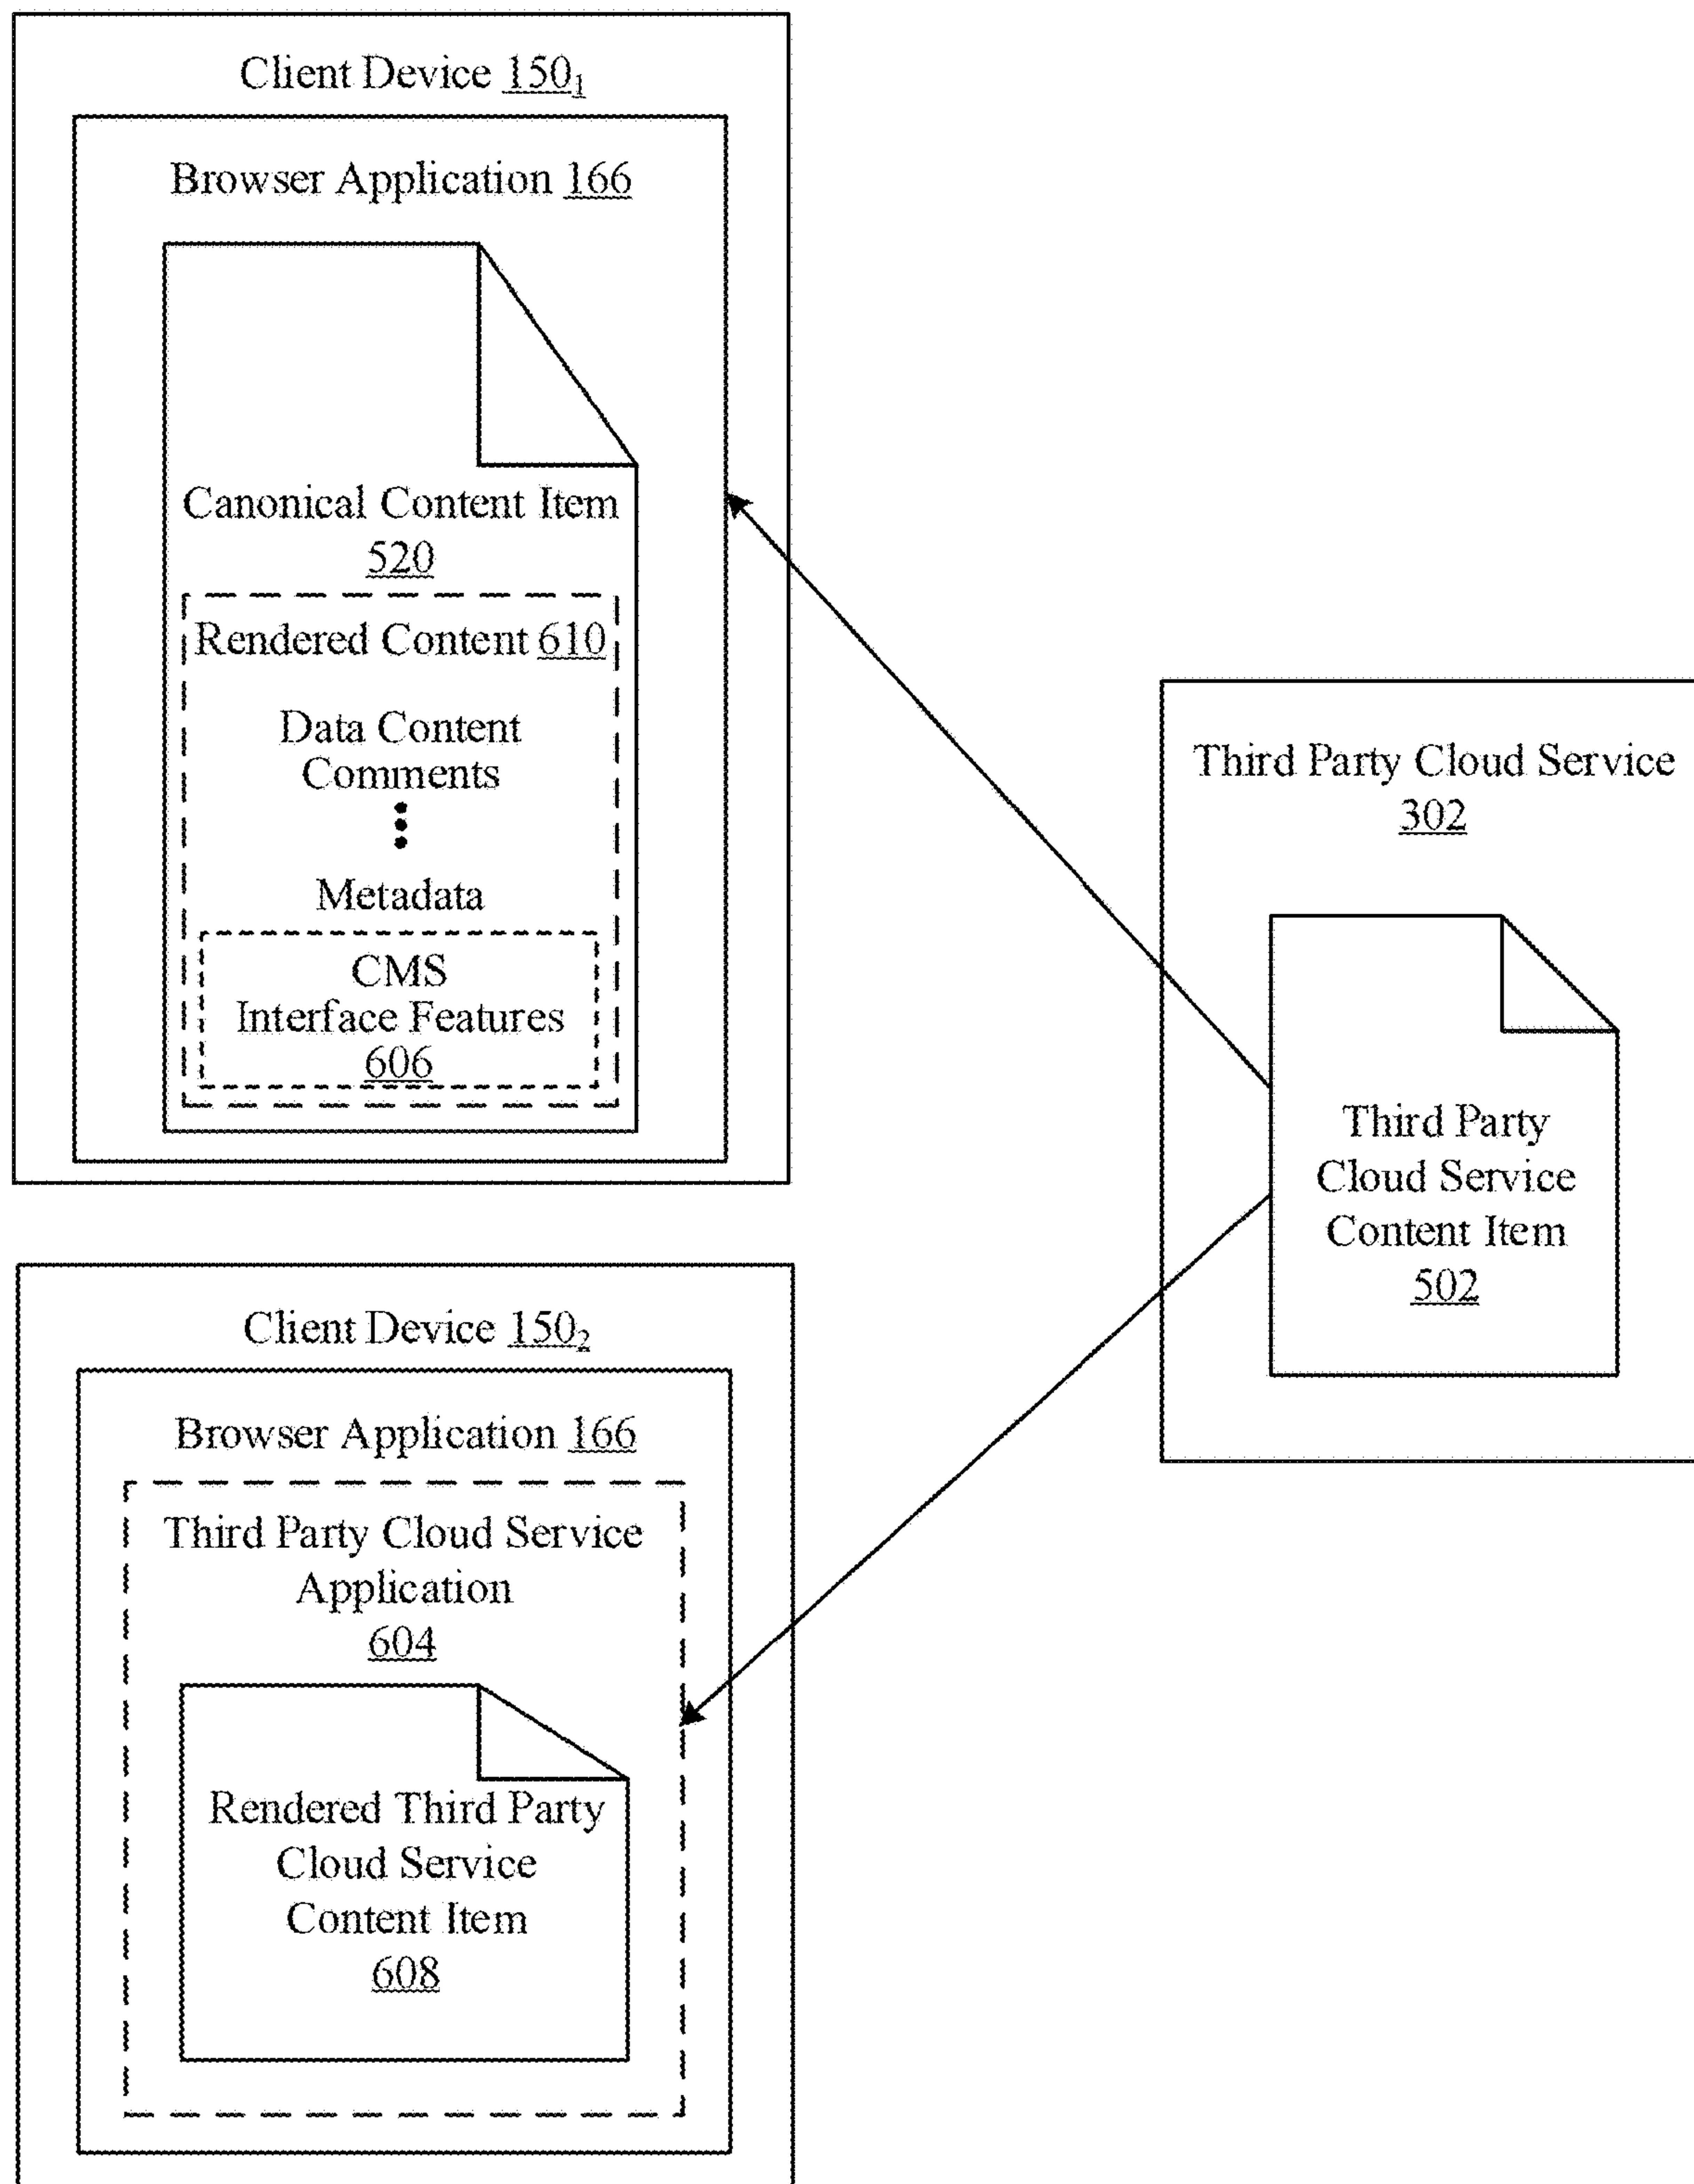 Client Device 150₁
Browser Application 166
Canonical Content Item
520
Rendered Content 610
Data Content
Comments
Metadata
CMS
Interface Features
606
Third Party Cloud Service
302
Third Party
Cloud Service
Content Item
502
Client Device 150₂
Browser Application 166
Third Party Cloud Service
Application
604
Rendered Third Party
Cloud Service
Content Item
608